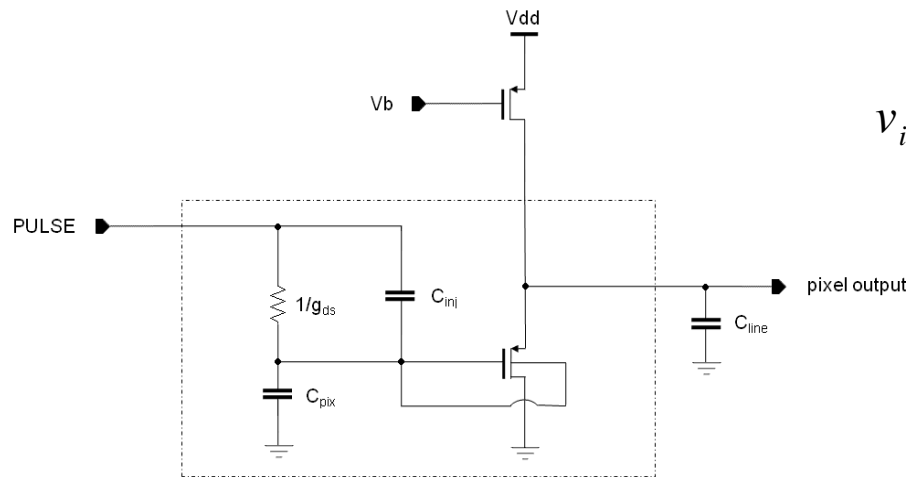 Vdd
Vb
v_i
PULSE
1/g_ds
C_inj
pixel output
C_line
C_pix